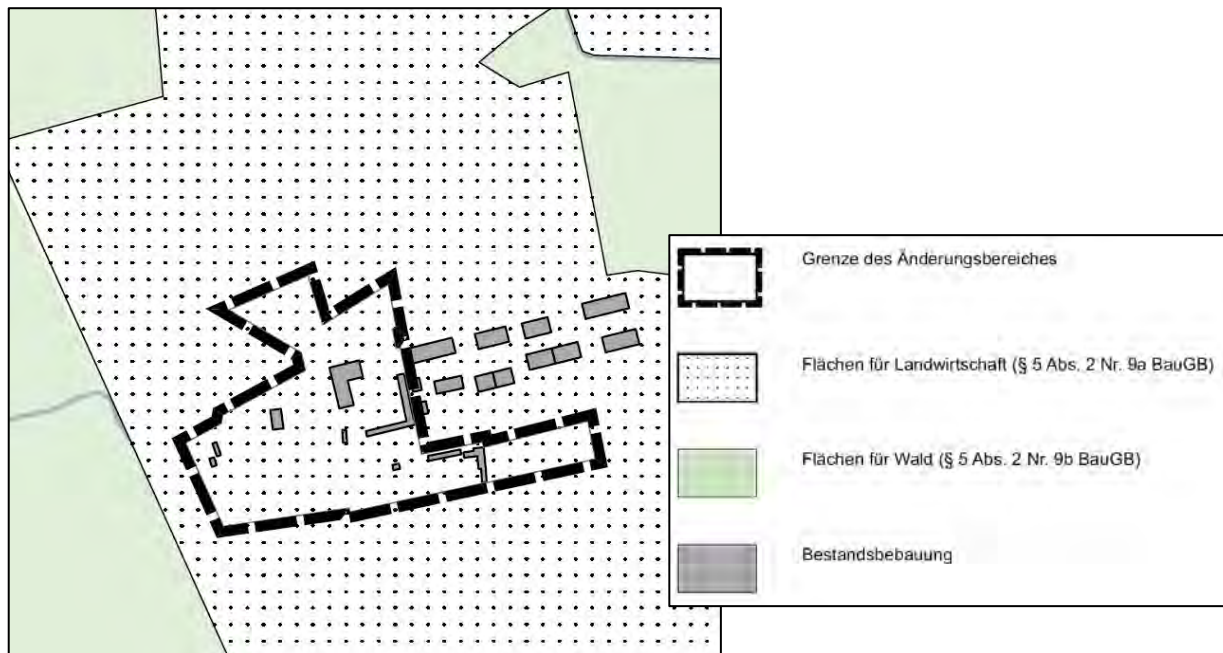 Grenze des Änderungsbereiches
Flächen für Landwirtschaft (§ 5 Abs. 2 Nr. 9a BauGB)
Flächen für Wald (§ 5 Abs. 2 Nr. 9b BauGB)
Bestandsbebauung